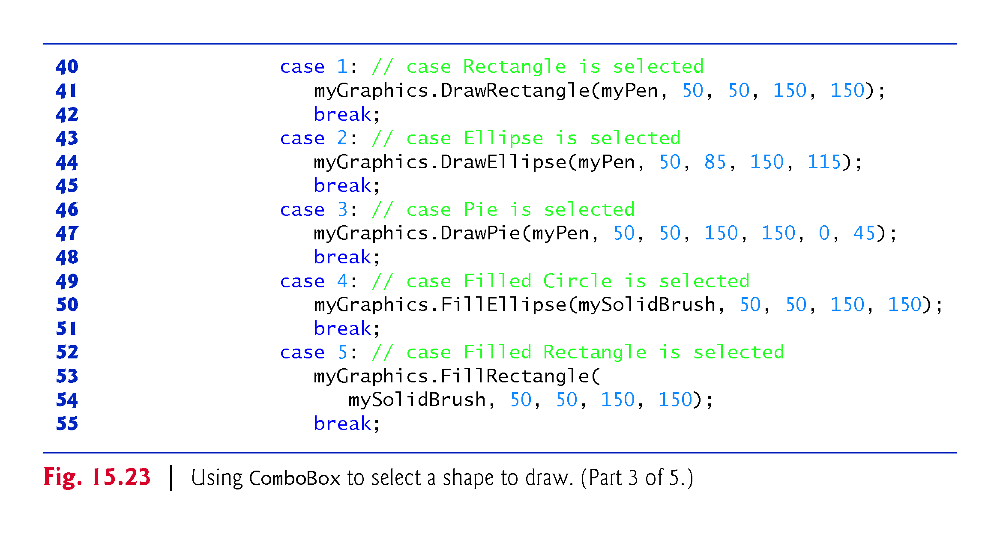 40 case 1: // case Rectangle is selected
41 myGraphics.DrawRectangle(myPen, 50, 50, 150, 150);
42 break;
43 case 2: // case Ellipse is selected
44 myGraphics.DrawEllipse(myPen, 50, 85, 150, 115);
45 break;
46 case 3: // case Pie is selected
47 myGraphics.DrawPie(myPen, 50, 50, 150, 150, 0, 45);
48 break;
49 case 4: // case Filled Circle is selected
50 myGraphics.FillEllipse(mySolidBrush, 50, 50, 150, 150);
51 break;
52 case 5: // case Filled Rectangle is selected
53 myGraphics.FillRectangle(
54 mySolidBrush, 50, 50, 150, 150);
55 break;
Fig. 15.23 | Using ComboBox to select a shape to draw. (Part 3 of 5.)